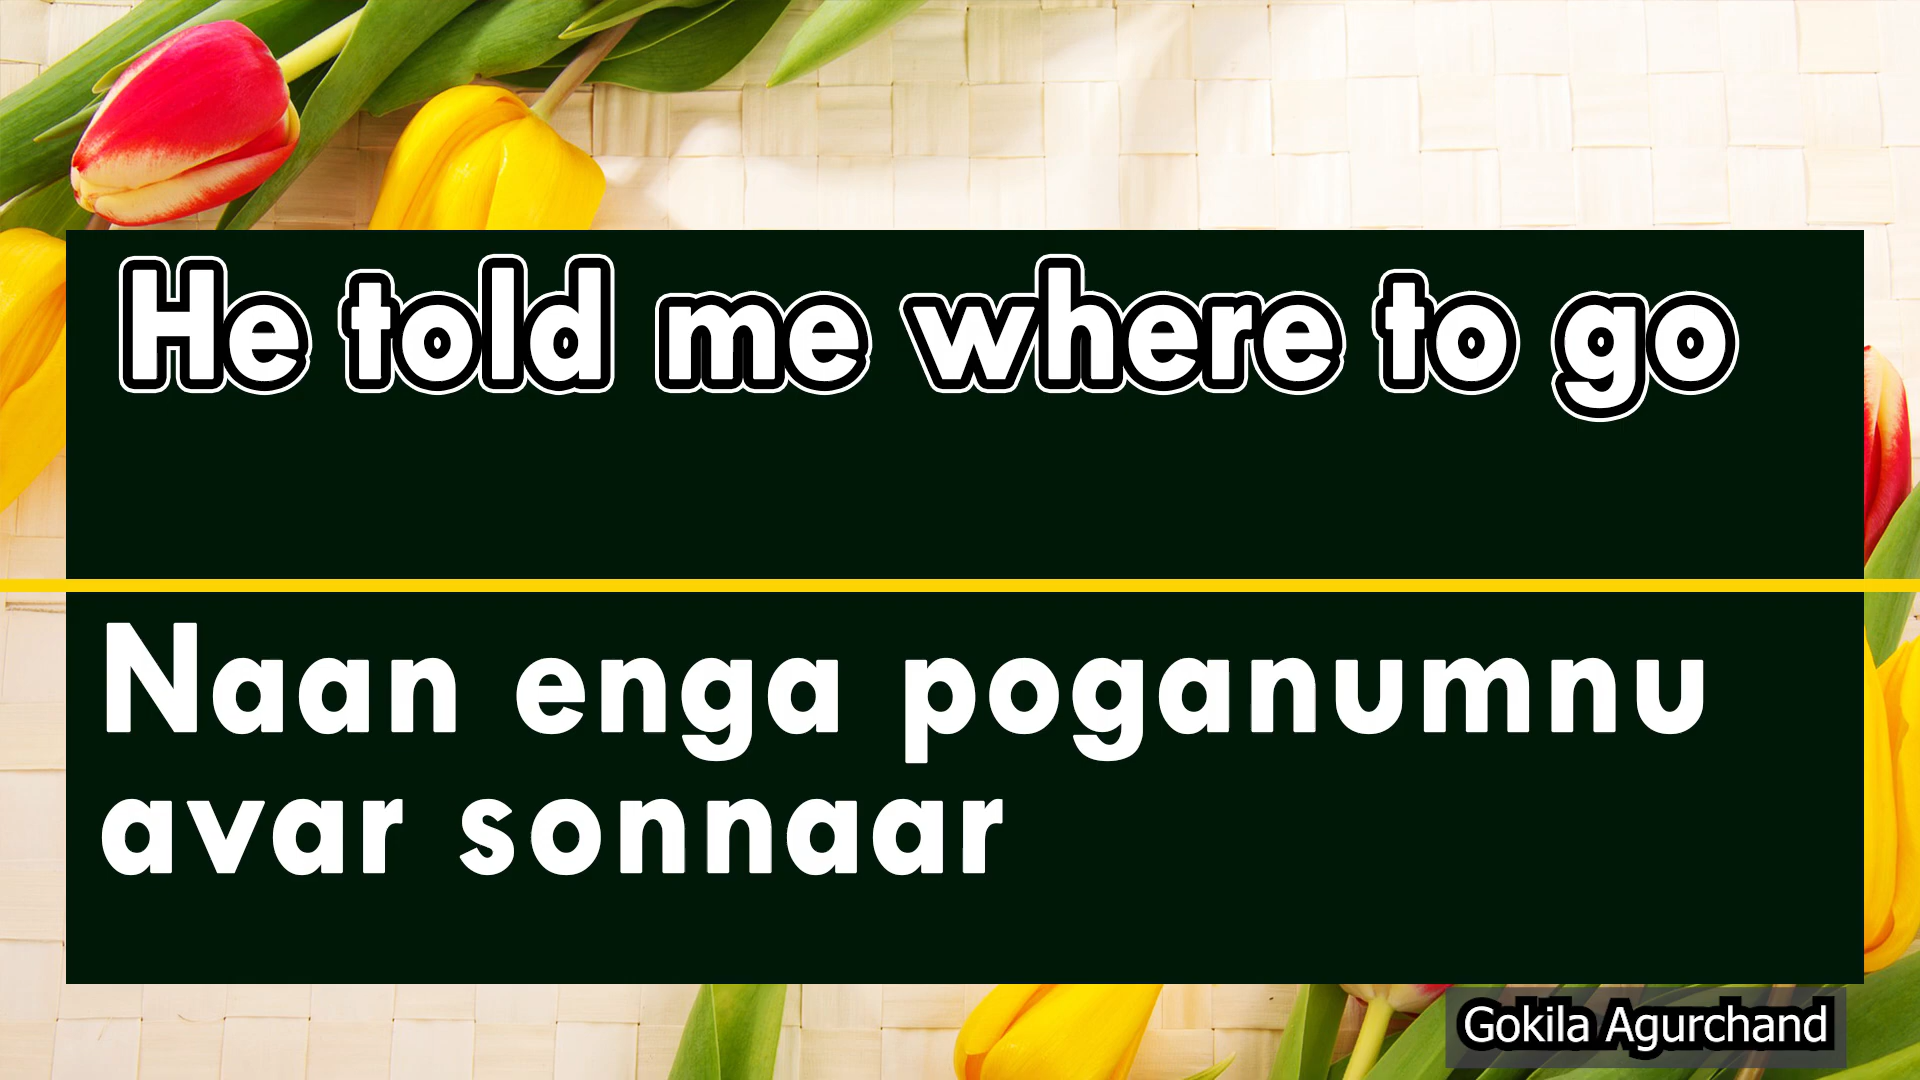 He told me where to go
Naan enga poganumnu
avar sonnaar
Gokila Agurchand